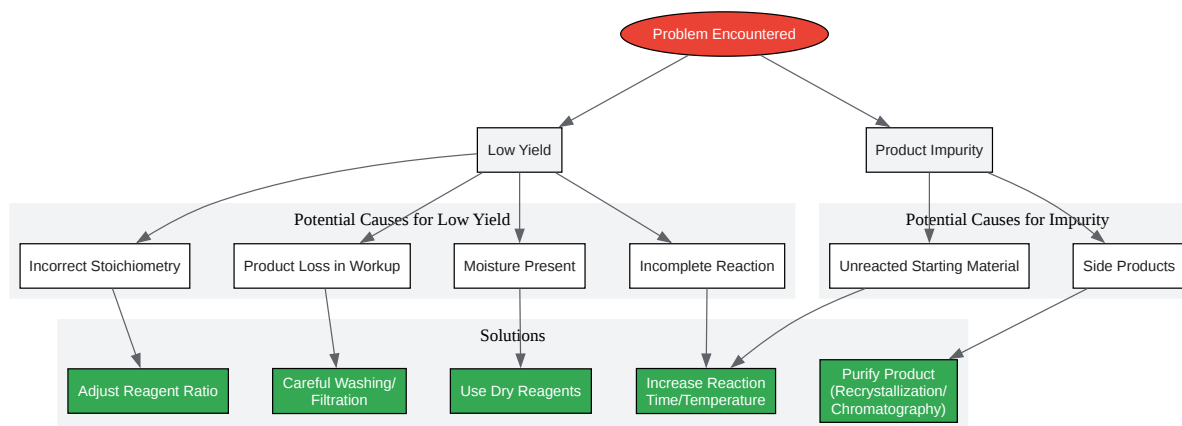 Problem Encountered
Low Yield
Product Impurity
Potential Causes for Low Yield
Potential Causes for Impurity
Incorrect Stoichiometry
Product Loss in Workup
Moisture Present
Incomplete Reaction
Unreacted Starting Material
Side Products
Solutions
Adjust Reagent Ratio
Careful Washing/
Filtration
Use Dry Reagents
Increase Reaction
Time/Temperature
Purify Product
(Recrystallization/
Chromatography)